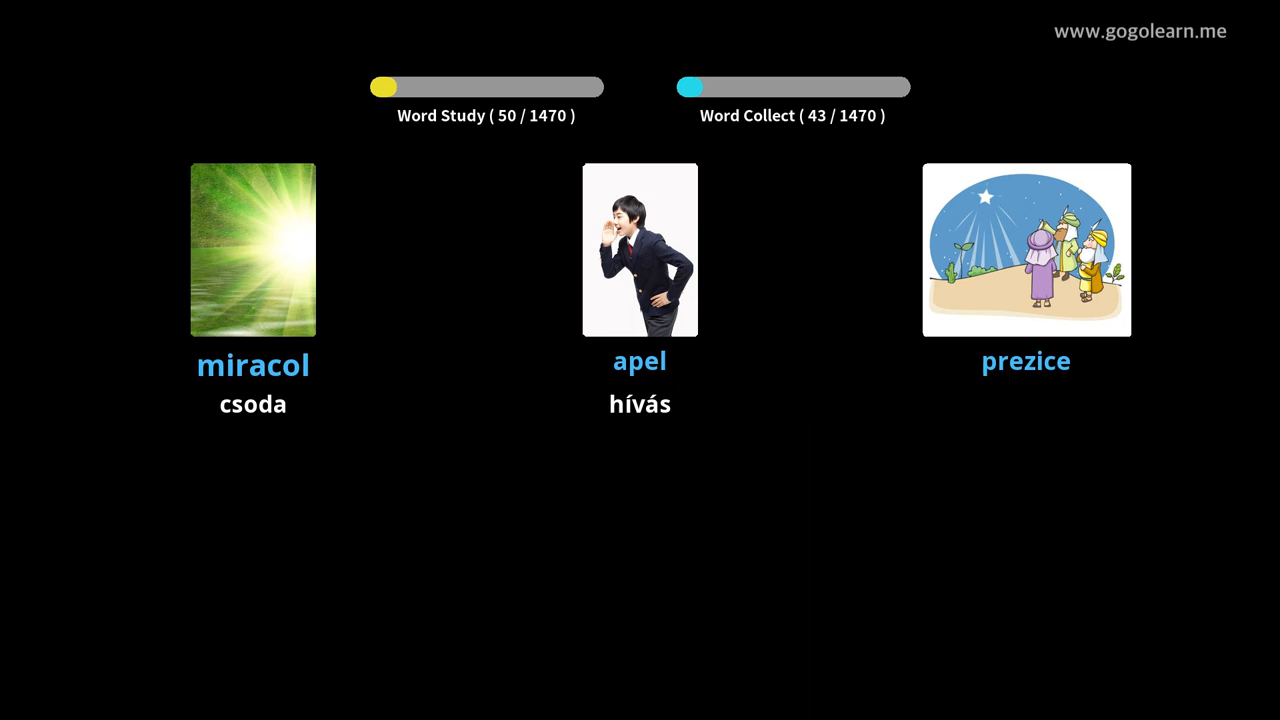 www.gogolearn.me
Word Study ( 50 / 1470 )
Word Collect ( 43 / 1470 )
miracol
csoda
apel
hívás
prezice